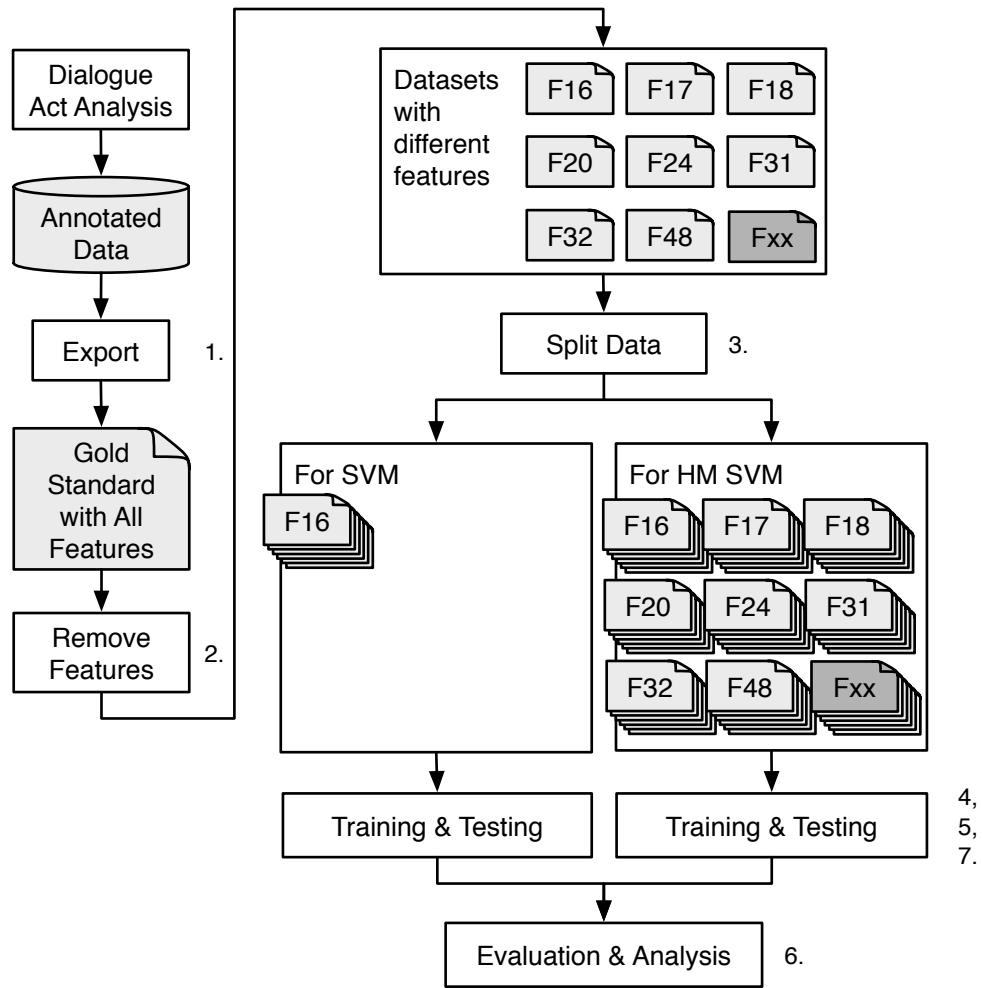 Dialogue
Act Analysis
Annotated
Data
Export
1.
Gold
Standard
with All
Features
Remove
Features
2.
Datasets
with
different
features
F16 F17 F18
F20 F24 F31
F32 F48 Fxx
Split Data
3.
For SVM
F16
For HM SVM
F16 F17 F18
F20 F24 F31
F32 F48 Fxx
Training & Testing
Training & Testing
4,
5,
7.
Evaluation & Analysis
6.